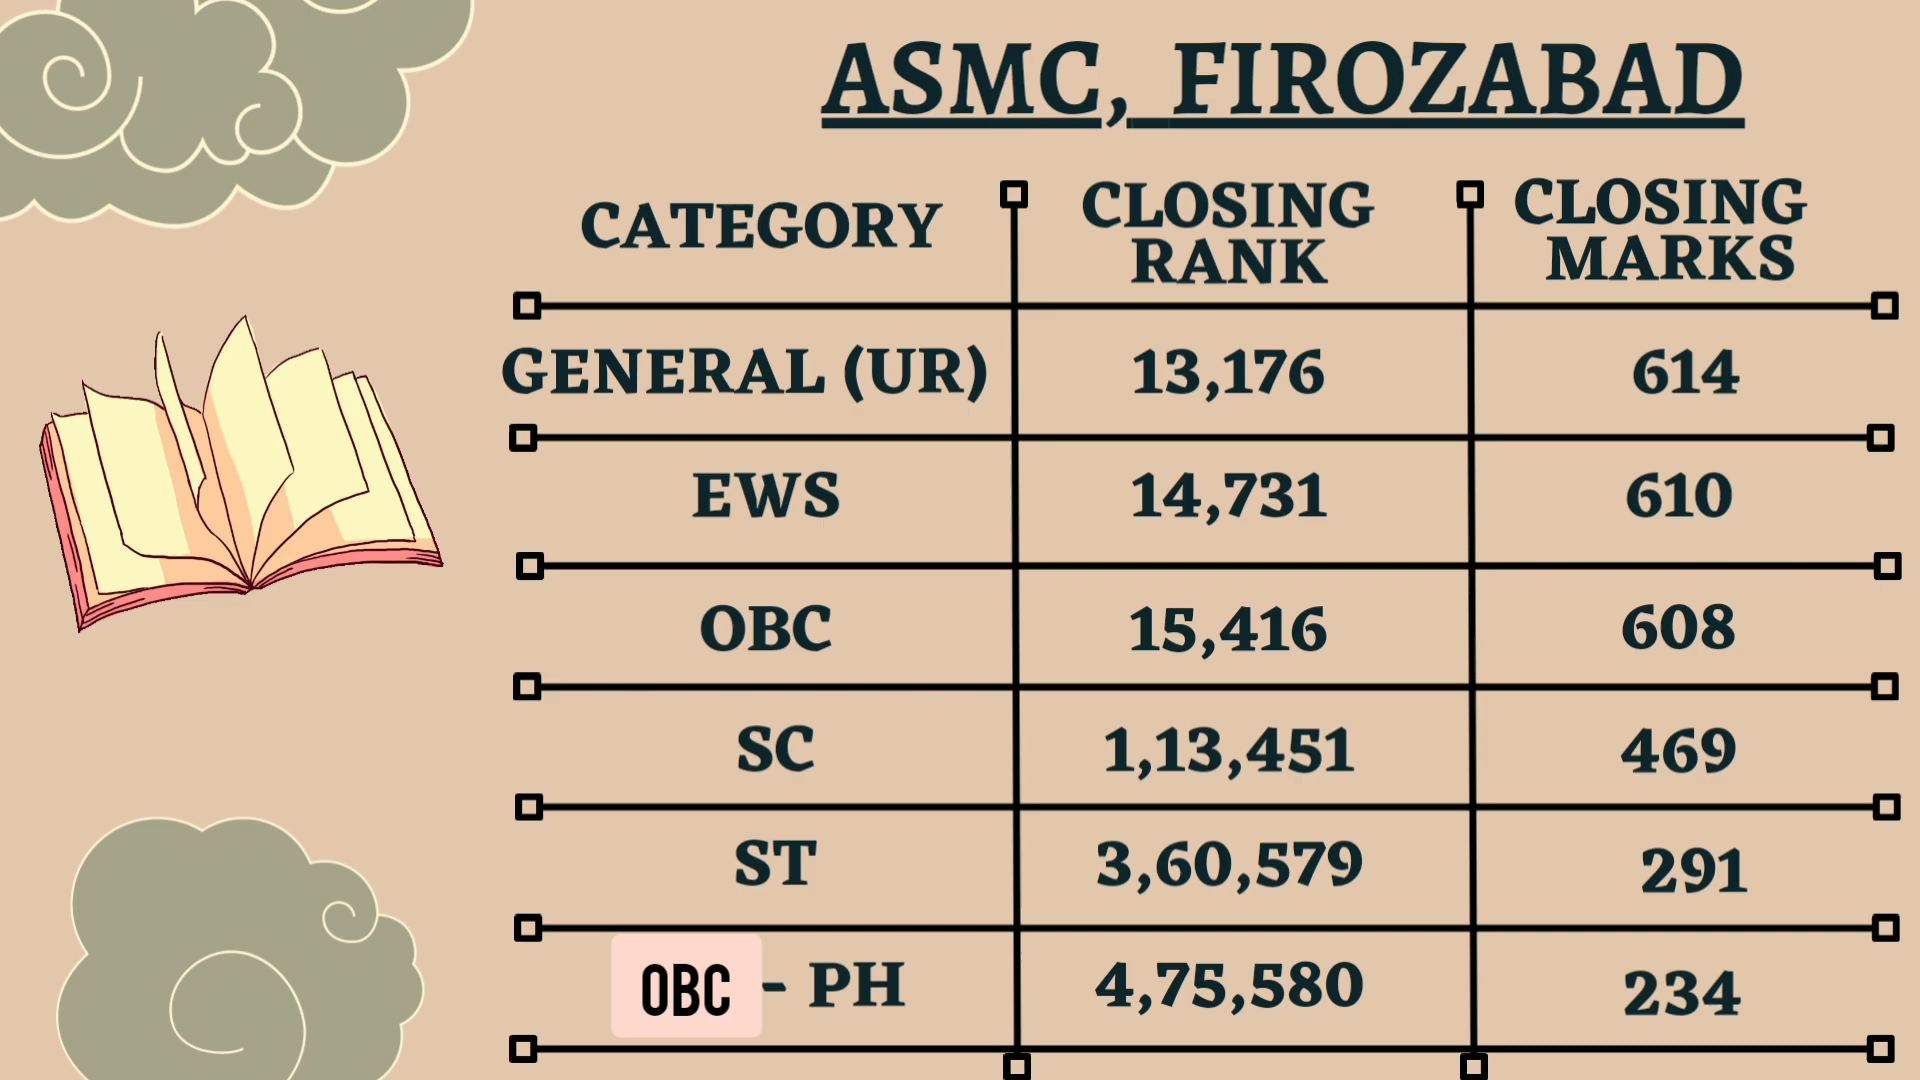 ASMC, FIROZABAD
CATEGORY CLOSING RANK CLOSING MARKS
GENERAL (UR) 13,176 614
EWS 14,731 610
OBC 15,416 608
SC 1,13,451 469
ST 3,60,579 291
OBC - PH 4,75,580 234